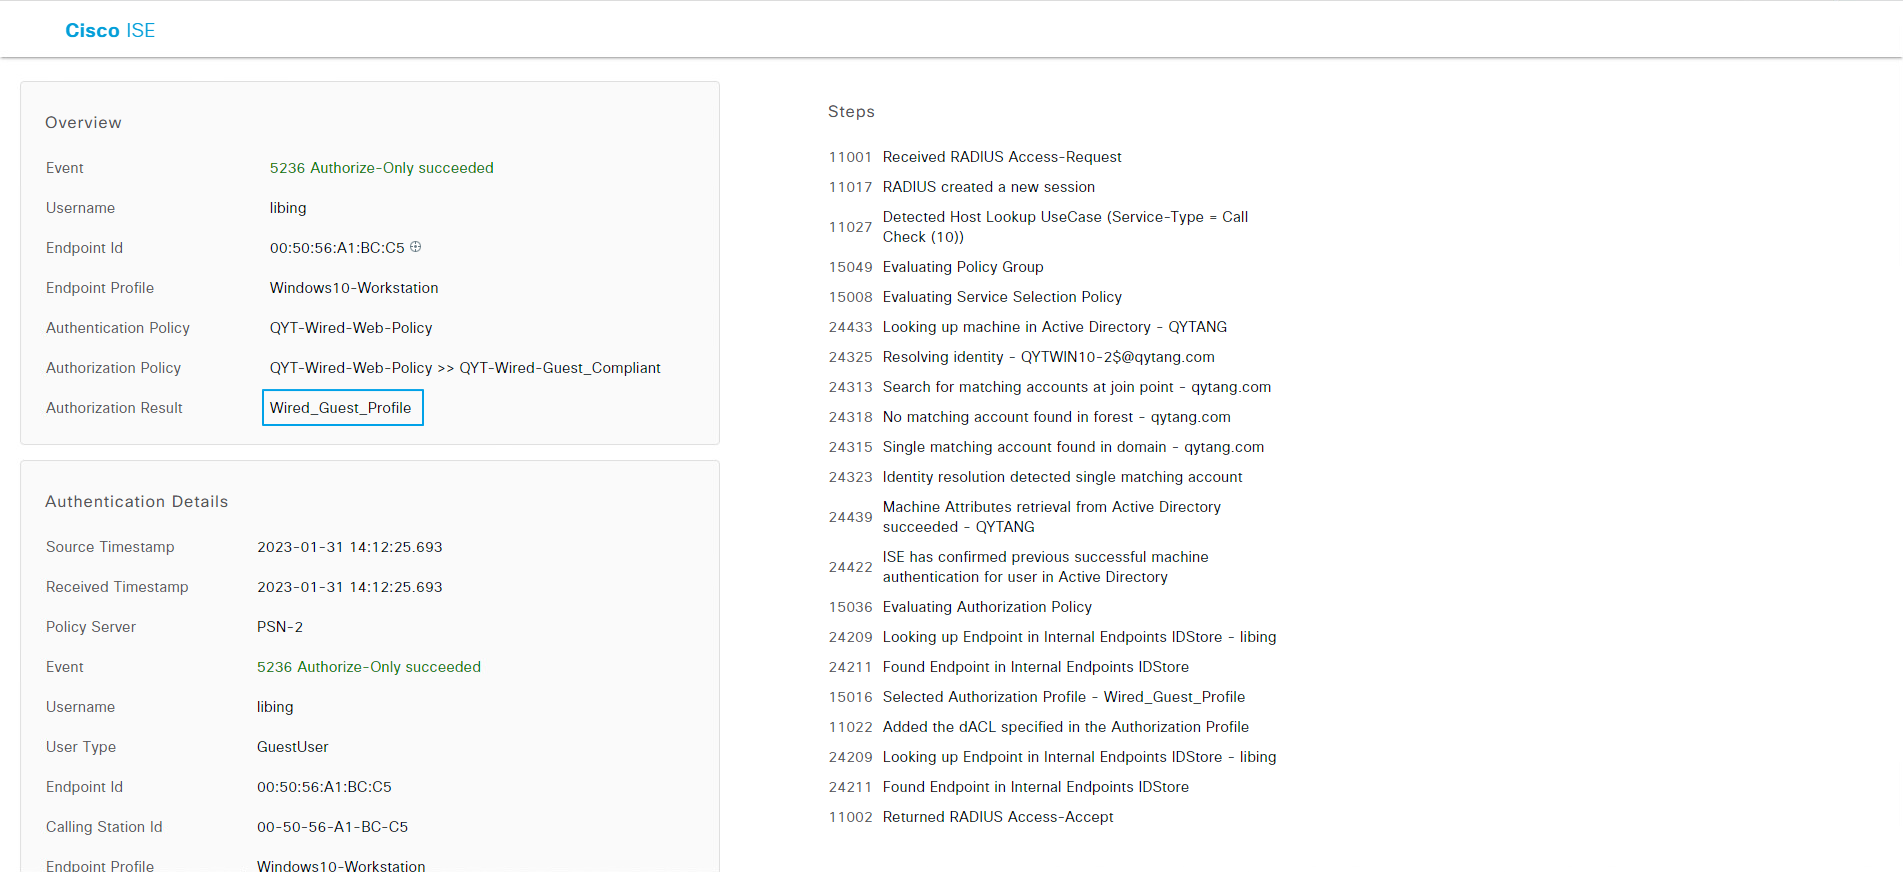 Cisco ISE
Overview
Event 5236 Authorize-Only succeeded
Username libing
Endpoint Id 00:50:56:A1:BC:C5
Endpoint Profile Windows10-Workstation
Authentication Policy QYT-Wired-Web-Policy
Authorization Policy QYT-Wired-Web-Policy >> QYT-Wired-Guest_Compliant
Authorization Result Wired_Guest_Profile
Authentication Details
Source Timestamp 2023-01-31 14:12:25.693
Received Timestamp 2023-01-31 14:12:25.693
Policy Server PSN-2
Event 5236 Authorize-Only succeeded
Username libing
User Type GuestUser
Endpoint Id 00:50:56:A1:BC:C5
Calling Station Id 00-50-56-A1-BC-C5
Endpoint Profile Windows10-Workstation
Steps
11001 Received RADIUS Access-Request
11017 RADIUS created a new session
11027 Detected Host Lookup UseCase (Service-Type = Call
Check (10))
15049 Evaluating Policy Group
15008 Evaluating Service Selection Policy
24433 Looking up machine in Active Directory - QYTANG
24325 Resolving identity - QYTWIN10-2$@qytang.com
24313 Search for matching accounts at join point - qytang.com
24318 No matching account found in forest - qytang.com
24315 Single matching account found in domain - qytang.com
24323 Identity resolution detected single matching account
24439 Machine Attributes retrieval from Active Directory
succeeded - QYTANG
24422 ISE has confirmed previous successful machine
authentication for user in Active Directory
15036 Evaluating Authorization Policy
24209 Looking up Endpoint in Internal Endpoints IDStore - libing
24211 Found Endpoint in Internal Endpoints IDStore
15016 Selected Authorization Profile - Wired_Guest_Profile
11022 Added the dACL specified in the Authorization Profile
24209 Looking up Endpoint in Internal Endpoints IDStore - libing
24211 Found Endpoint in Internal Endpoints IDStore
11002 Returned RADIUS Access-Accept